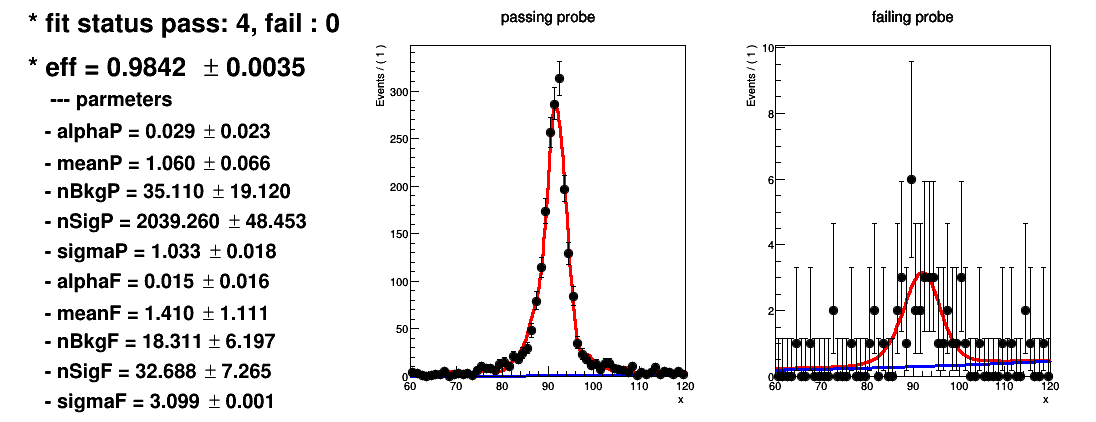 * fit status pass: 4, fail : 0
* eff = 0.9842 ± 0.0035
--- parmeters
- alphaP = 0.029 ± 0.023
- meanP = 1.060 ± 0.066
- nBkgP = 35.110 ± 19.120
- nSigP = 2039.260 ± 48.453
- sigmaP = 1.033 ± 0.018
- alphaF = 0.015 ± 0.016
- meanF = 1.410 ± 1.111
- nBkgF = 18.311 ± 6.197
- nSigF = 32.688 ± 7.265
- sigmaF = 3.099 ± 0.001
passing probe
Events / ( 1 )
300
250
200
150
100
50
0
60 70 80 90 100 110 120
x
failing probe
Events / ( 1 )
10
8
6
4
2
0
60 70 80 90 100 110 120
x